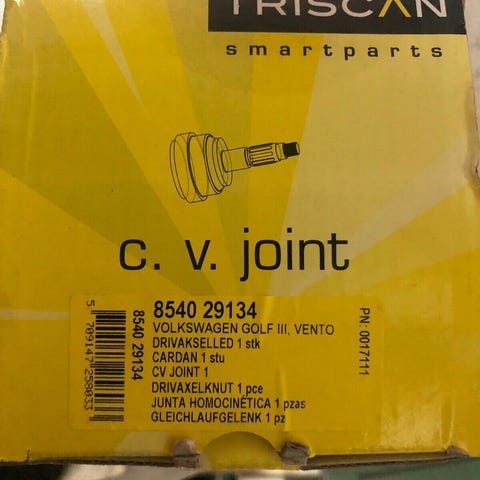 TRISCAN
smartparts
c. v. joint
8540 29134
VOLKSWAGEN GOLF III, VENTO
DRIVAKSELLED 1 stk
CARDAN 1 stu
CV JOINT 1
DRIVAXELKNUT 1 pce
JUNTA HOMOCINÉTICA 1 pzas
GLEICHLAUFGELENK 1 pz
8540 29134
5 709147 258033
PN: 0017111